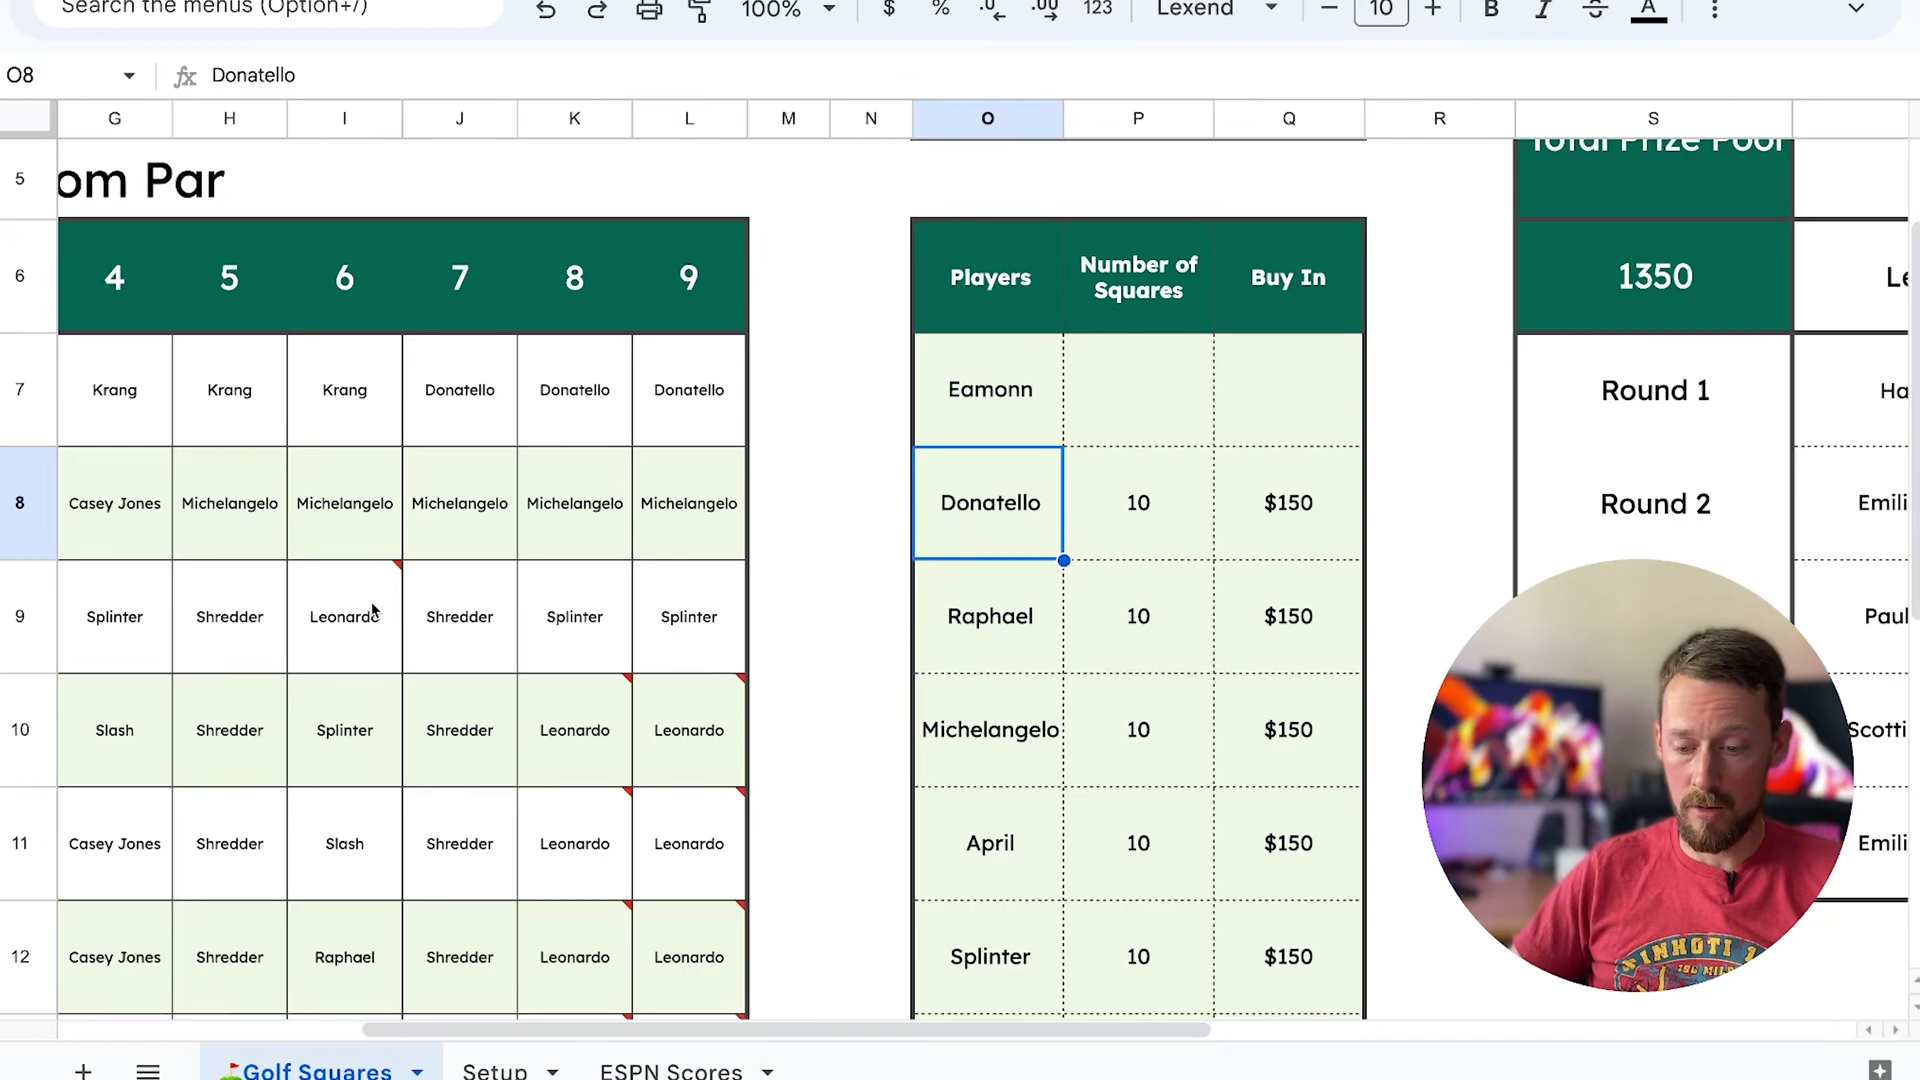 Search the menus (Option+/)
100%
$ % .0 .00 123
Lexend
10
B I S A
O8
Donatello
G H I J K L M N O P Q R S
5
om Par
Total Prize Pool
6
4 5 6 7 8 9
Players
Number of
Squares
Buy In
1350
7
Krang Krang Krang Donatello Donatello Donatello
Eamonn
Round 1
Ha
8
Casey Jones Michelangelo Michelangelo Michelangelo Michelangelo Michelangelo
Donatello 10 $150
Round 2
Emili
9
Splinter Shredder Leonardo Shredder Splinter Splinter
Raphael 10 $150
Paul
10
Slash Shredder Splinter Shredder Leonardo Leonardo
Michelangelo 10 $150
Scotti
11
Casey Jones Shredder Slash Shredder Leonardo Leonardo
April 10 $150
Emili
12
Casey Jones Shredder Raphael Shredder Leonardo Leonardo
Splinter 10 $150
Golf Squares
Setup
ESPN Scores